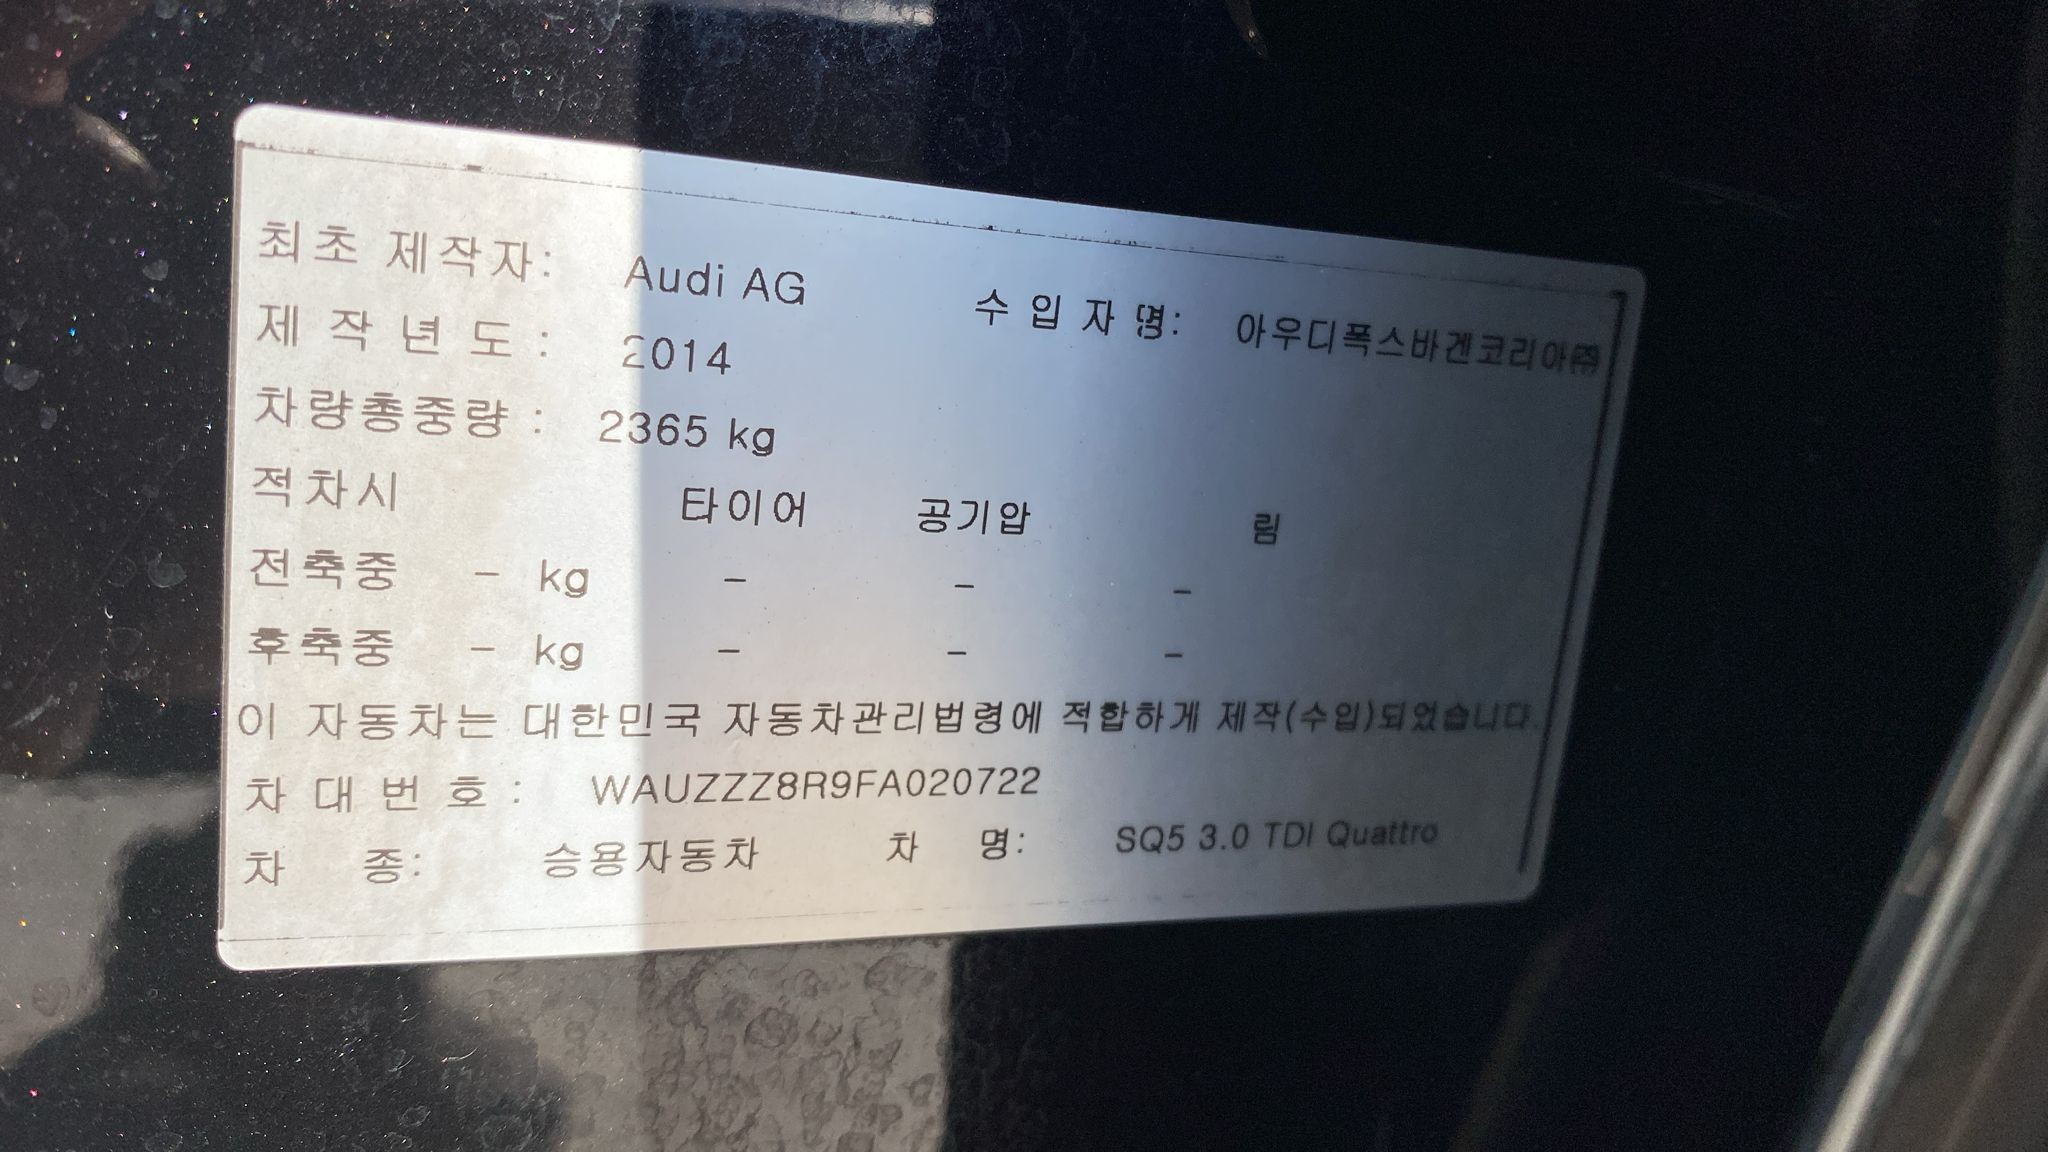 최초 제작자: Audi AG 수입자명: 아우디폭스바겐코리아㈜
제작년도: 2014
차량총중량: 2365 kg
적차시 타이어 공기압 림
전축중 - kg - - -
후축중 - kg - - -
이 자동차는 대한민국 자동차관리법령에 적합하게 제작(수입)되었습니다.
차대번호: WAUZZZ8R9FA020722
차종: 승용자동차 차명: SQ5 3.0 TDI Quattro